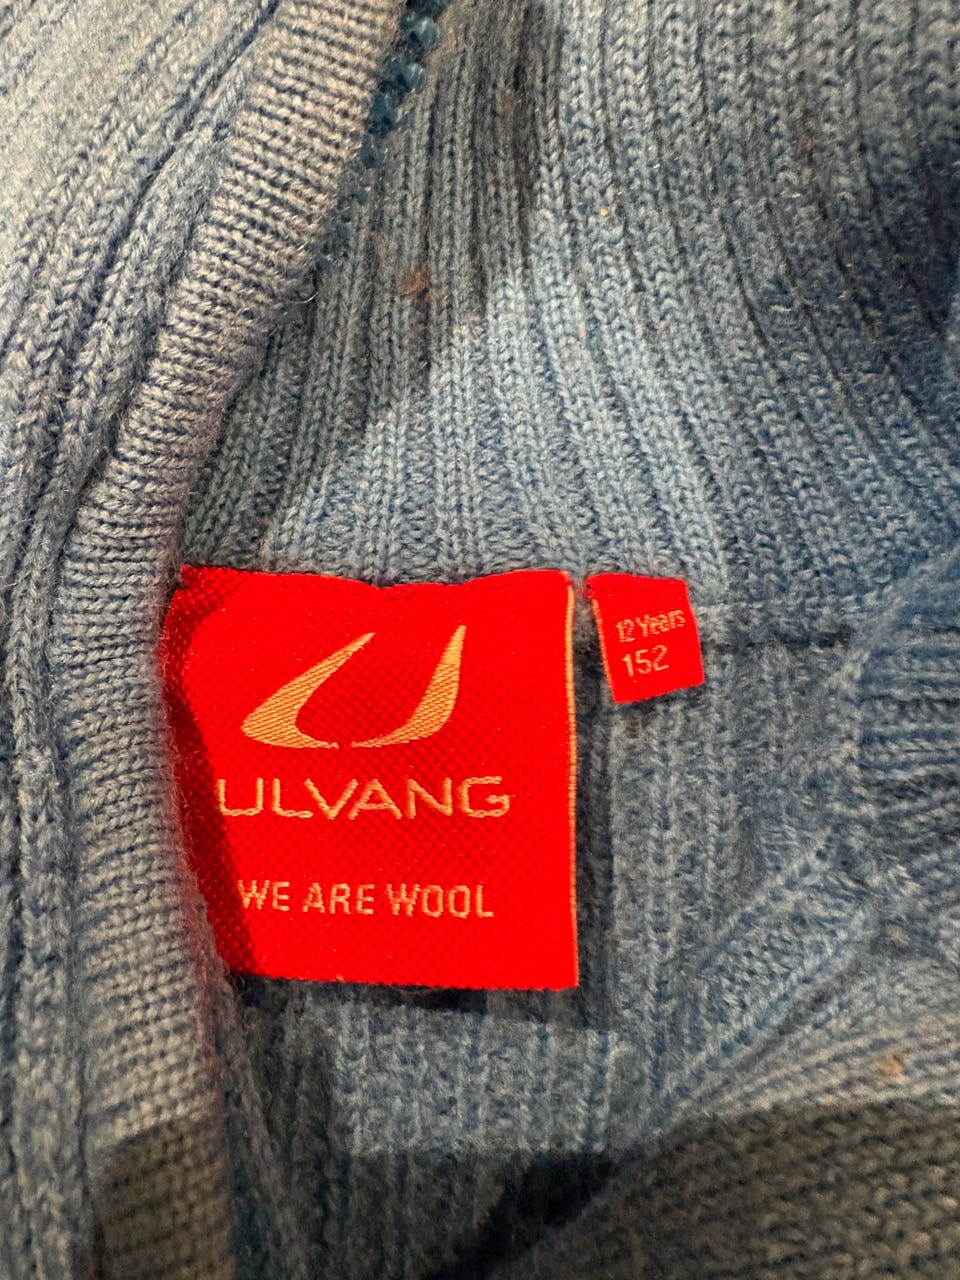 ULVANG
WE ARE WOOL
12 Years
152